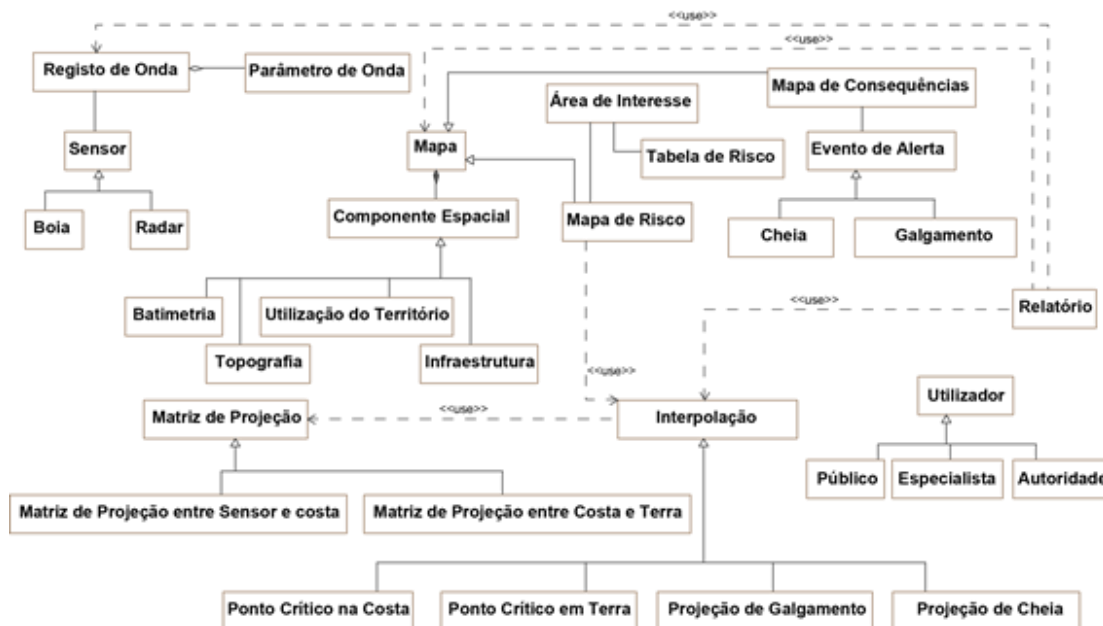 <<use>>
<<use>>
Registo de Onda
Parâmetro de Onda
Mapa de Consequências
Área de Interesse
Sensor
Mapa
Tabela de Risco
Evento de Alerta
Boia
Radar
Componente Espacial
Mapa de Risco
Cheia
Galgamento
Batimetria
Utilização do Território
<<use>>
Relatório
Topografia
Infraestrutura
<<use>>
Matriz de Projeção
<<use>>
Interpolação
Utilizador
Público
Especialista
Autoridade
Matriz de Projeção entre Sensor e costa
Matriz de Projeção entre Costa e Terra
Ponto Crítico na Costa
Ponto Crítico em Terra
Projeção de Galgamento
Projeção de Cheia